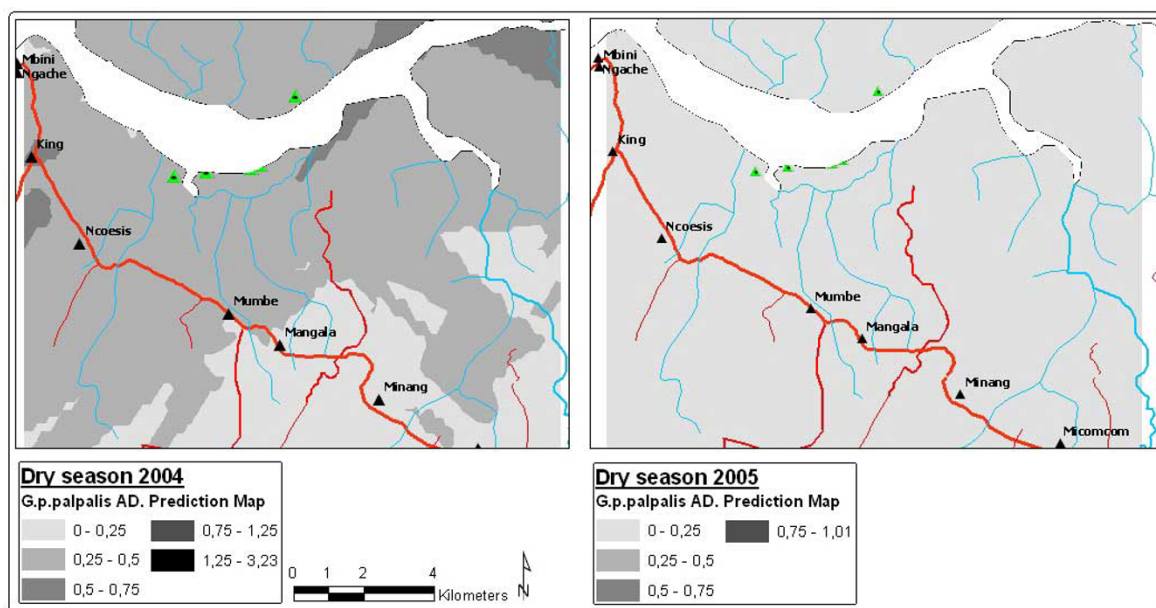 Mbini
Ngache
King
Ncoesis
Mumbe
Mangala
Minang
Mbini
Ngache
King
Ncoesis
Mumbe
Mangala
Minang
Micomcom
Dry season 2004
G.p.palpalis AD. Prediction Map
0 - 0,25
0,75 - 1,25
0,25 - 0,5
1,25 - 3,23
0,5 - 0,75
0 1 2 4
Kilometers
N
Dry season 2005
G.p.palpalis AD. Prediction Map
0 - 0,25
0,75 - 1,01
0,25 - 0,5
0,5 - 0,75